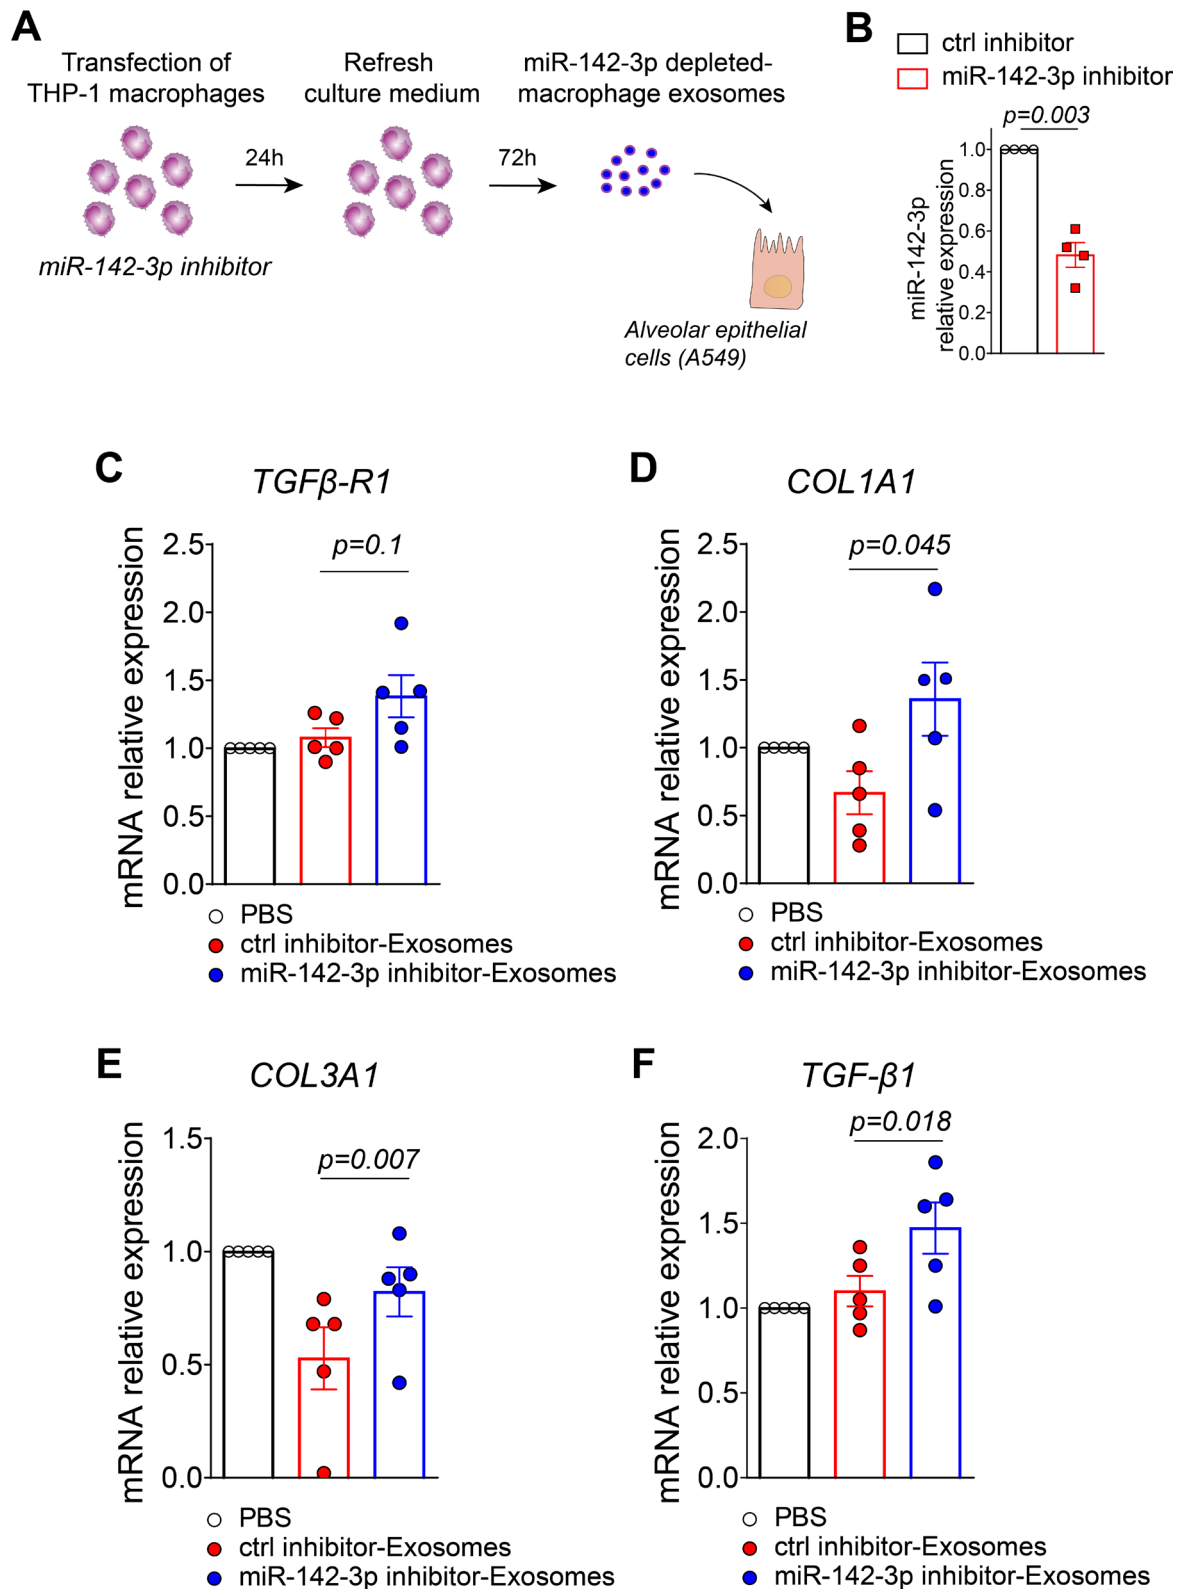 A
Transfection of
THP-1 macrophages
24h
miR-142-3p inhibitor
Refresh
culture medium
72h
miR-142-3p depleted-
macrophage exosomes
Alveolar epithelial
cells (A549)
B
ctrl inhibitor
miR-142-3p inhibitor
p=0.003
miR-142-3p
relative expression
1.0
0.8
0.6
0.4
0.2
0.0
C
TGFβ-R1
p=0.1
mRNA relative expression
2.5
2.0
1.5
1.0
0.5
0.0
PBS
ctrl inhibitor-Exosomes
miR-142-3p inhibitor-Exosomes
D
COL1A1
p=0.045
mRNA relative expression
2.5
2.0
1.5
1.0
0.5
0.0
PBS
ctrl inhibitor-Exosomes
miR-142-3p inhibitor-Exosomes
E
COL3A1
p=0.007
mRNA relative expression
1.5
1.0
0.5
0.0
PBS
ctrl inhibitor-Exosomes
miR-142-3p inhibitor-Exosomes
F
TGF-β1
p=0.018
mRNA relative expression
2.0
1.5
1.0
0.5
0.0
PBS
ctrl inhibitor-Exosomes
miR-142-3p inhibitor-Exosomes